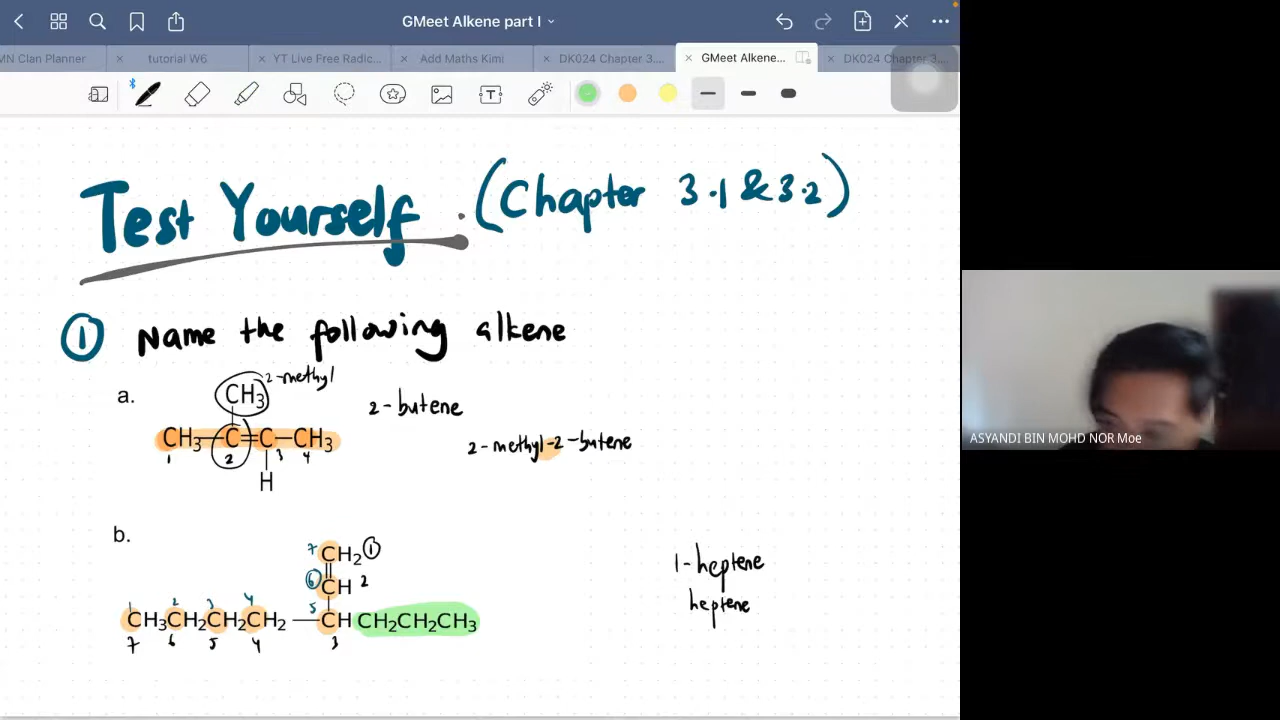 GMeet Alkene part I
MN Clan Planner
tutorial W6
YT Live Free Radic...
Add Maths Kimi
DK024 Chapter 3....
GMeet Alkene...
DK024 Chapter 3....
Test Yourself (Chapter 3.1 & 3.2)
1 Name the following alkene
a.
CH3 2-methyl
2-butene
CH3-C=C-CH3
1 2 3 4
H
2-methyl-2-butene
b.
7 CH2 1
6 CH 2
1 2 3 4 5
CH3CH2CH2CH2 — CH CH2CH2CH3
7 6 5 4 3
1-heptene
heptene
ASYANDI BIN MOHD NOR Moe